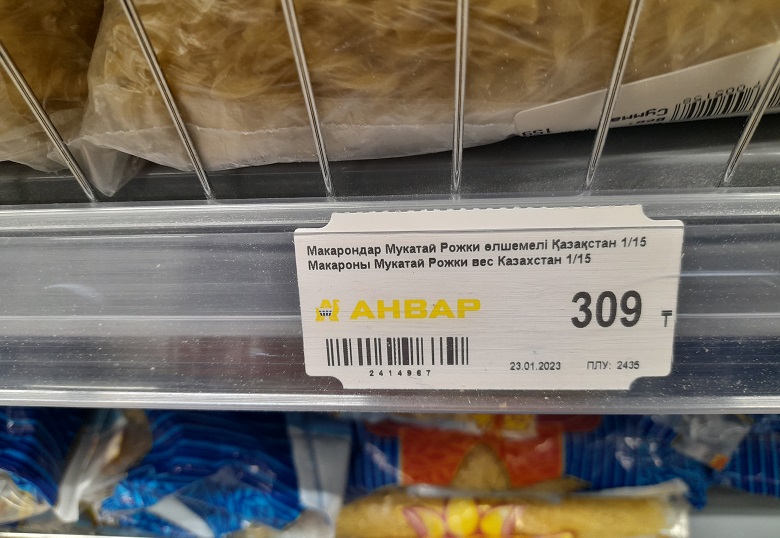 Макарондар Мукатай Рожки өлшемелі Қазақстан 1/15
Макароны Мукатай Рожки вес Казахстан 1/15
АНВАР
309 ₸
2414967
23.01.2023 ПЛУ: 2435